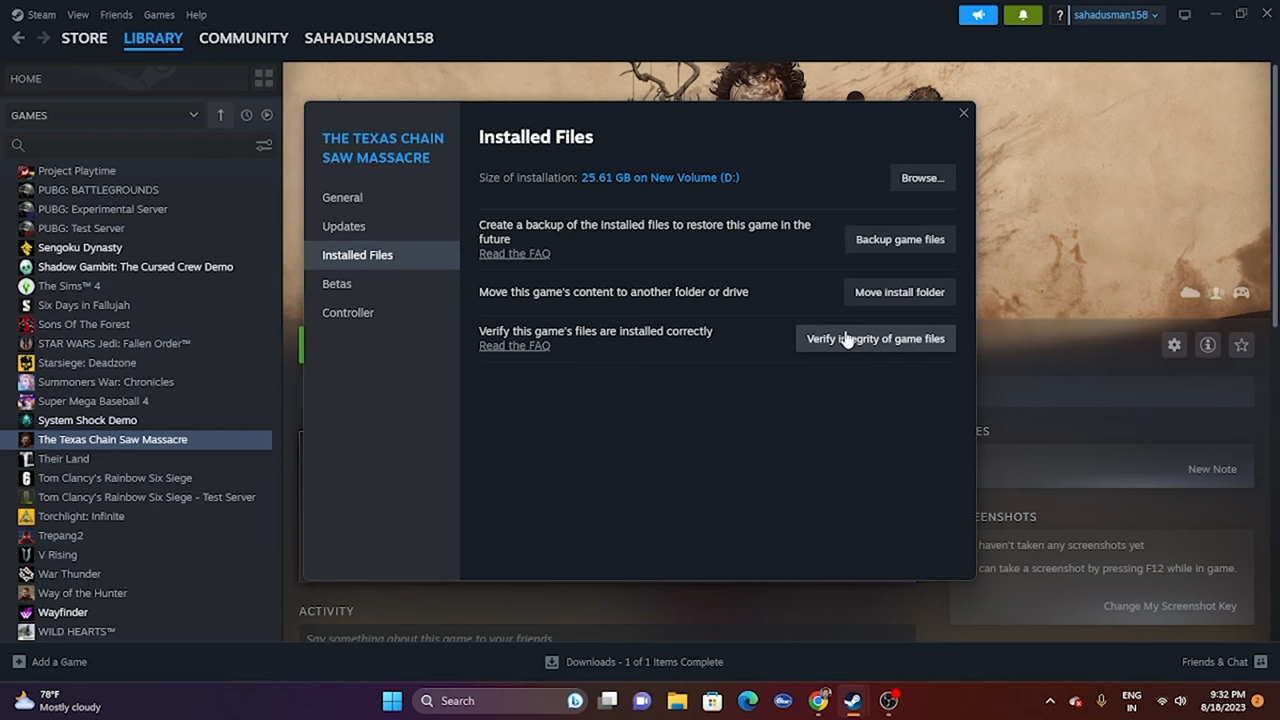 Steam View Friends Games Help
? sahadusman158
STORE LIBRARY COMMUNITY SAHADUSMAN158
HOME
GAMES
Project Playtime
PUBG: BATTLEGROUNDS
PUBG: Experimental Server
PUBG: Test Server
Sengoku Dynasty
Shadow Gambit: The Cursed Crew Demo
The Sims™ 4
Six Days in Fallujah
Sons Of The Forest
STAR WARS Jedi: Fallen Order™
Starsiege: Deadzone
Summoners War: Chronicles
Super Mega Baseball 4
System Shock Demo
The Texas Chain Saw Massacre
Their Land
Tom Clancy's Rainbow Six Siege
Tom Clancy's Rainbow Six Siege - Test Server
Torchlight: Infinite
Trepang2
V Rising
War Thunder
Way of the Hunter
Wayfinder
WILD HEARTS™
THE TEXAS CHAIN
SAW MASSACRE
General
Updates
Installed Files
Betas
Controller
Installed Files
Size of installation: 25.61 GB on New Volume (D:)
Browse...
Create a backup of the installed files to restore this game in the
future
Read the FAQ
Backup game files
Move this game's content to another folder or drive
Move install folder
Verify this game's files are installed correctly
Read the FAQ
Verify integrity of game files
ES
New Note
EENSHOTS
haven't taken any screenshots yet
can take a screenshot by pressing F12 while in game.
Change My Screenshot Key
ACTIVITY
Say something about this game to your friends
Add a Game
Downloads - 1 of 1 Items Complete
Friends & Chat
78°F
Mostly cloudy
Search
ENG
IN
9:32 PM
8/18/2023
2